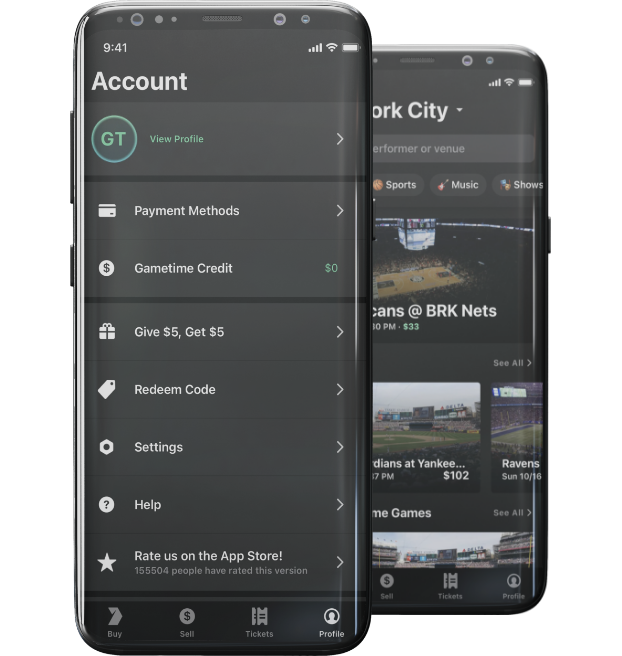 9:41
Account
GT
View Profile
Payment Methods
Gametime Credit
$0
Give $5, Get $5
Redeem Code
Settings
Help
Rate us on the App Store!
155504 people have rated this version
Buy
Sell
Tickets
Profile
ork City
erformer or venue
Sports
Music
Shows
cans @ BRK Nets
30 PM · $33
See All
dians at Yankee...
37 PM
$102
Ravens
Sun 10/16
me Games
See All
Sell
Tickets
Profile